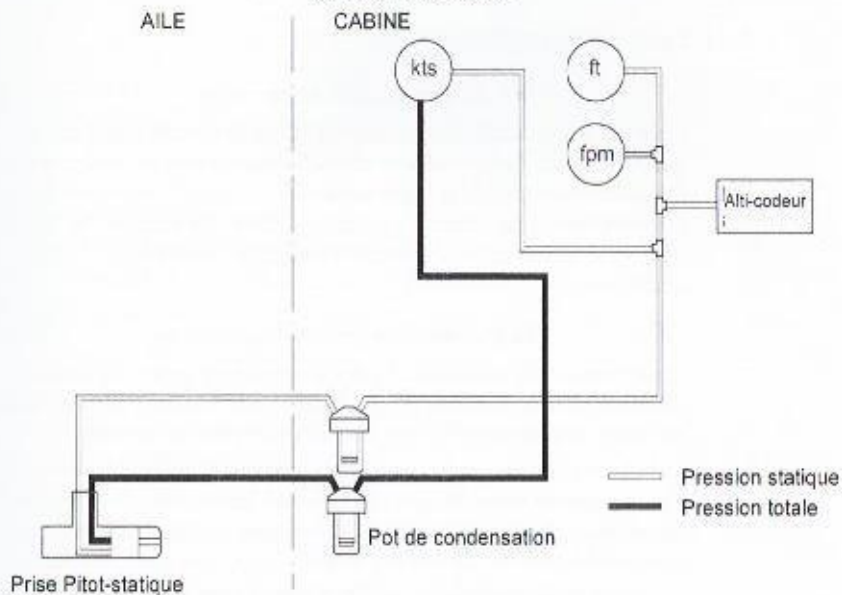 AILE
CABINE
kts
ft
fpm
Alti-codeur
Pression statique
Pression totale
Pot de condensation
Prise Pitot-statique